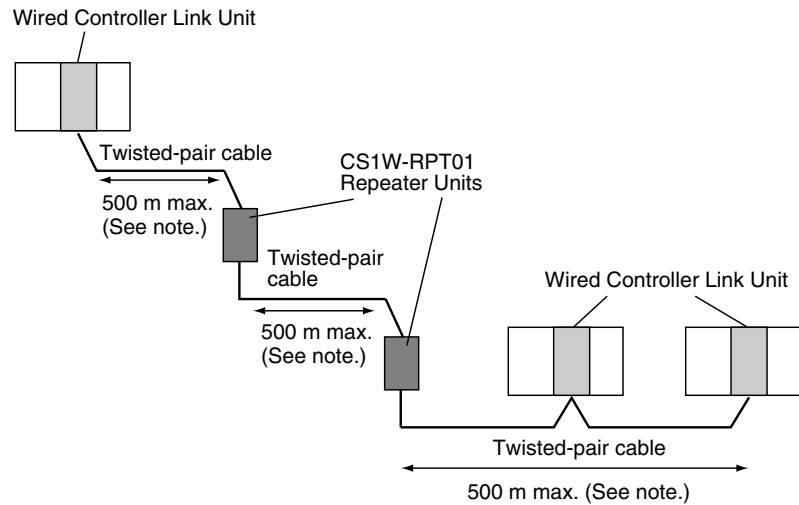 Wired Controller Link Unit
Twisted-pair cable
500 m max.
(See note.)
CS1W-RPT01
Repeater Units
Twisted-pair
cable
500 m max.
(See note.)
Wired Controller Link Unit
Twisted-pair cable
500 m max. (See note.)